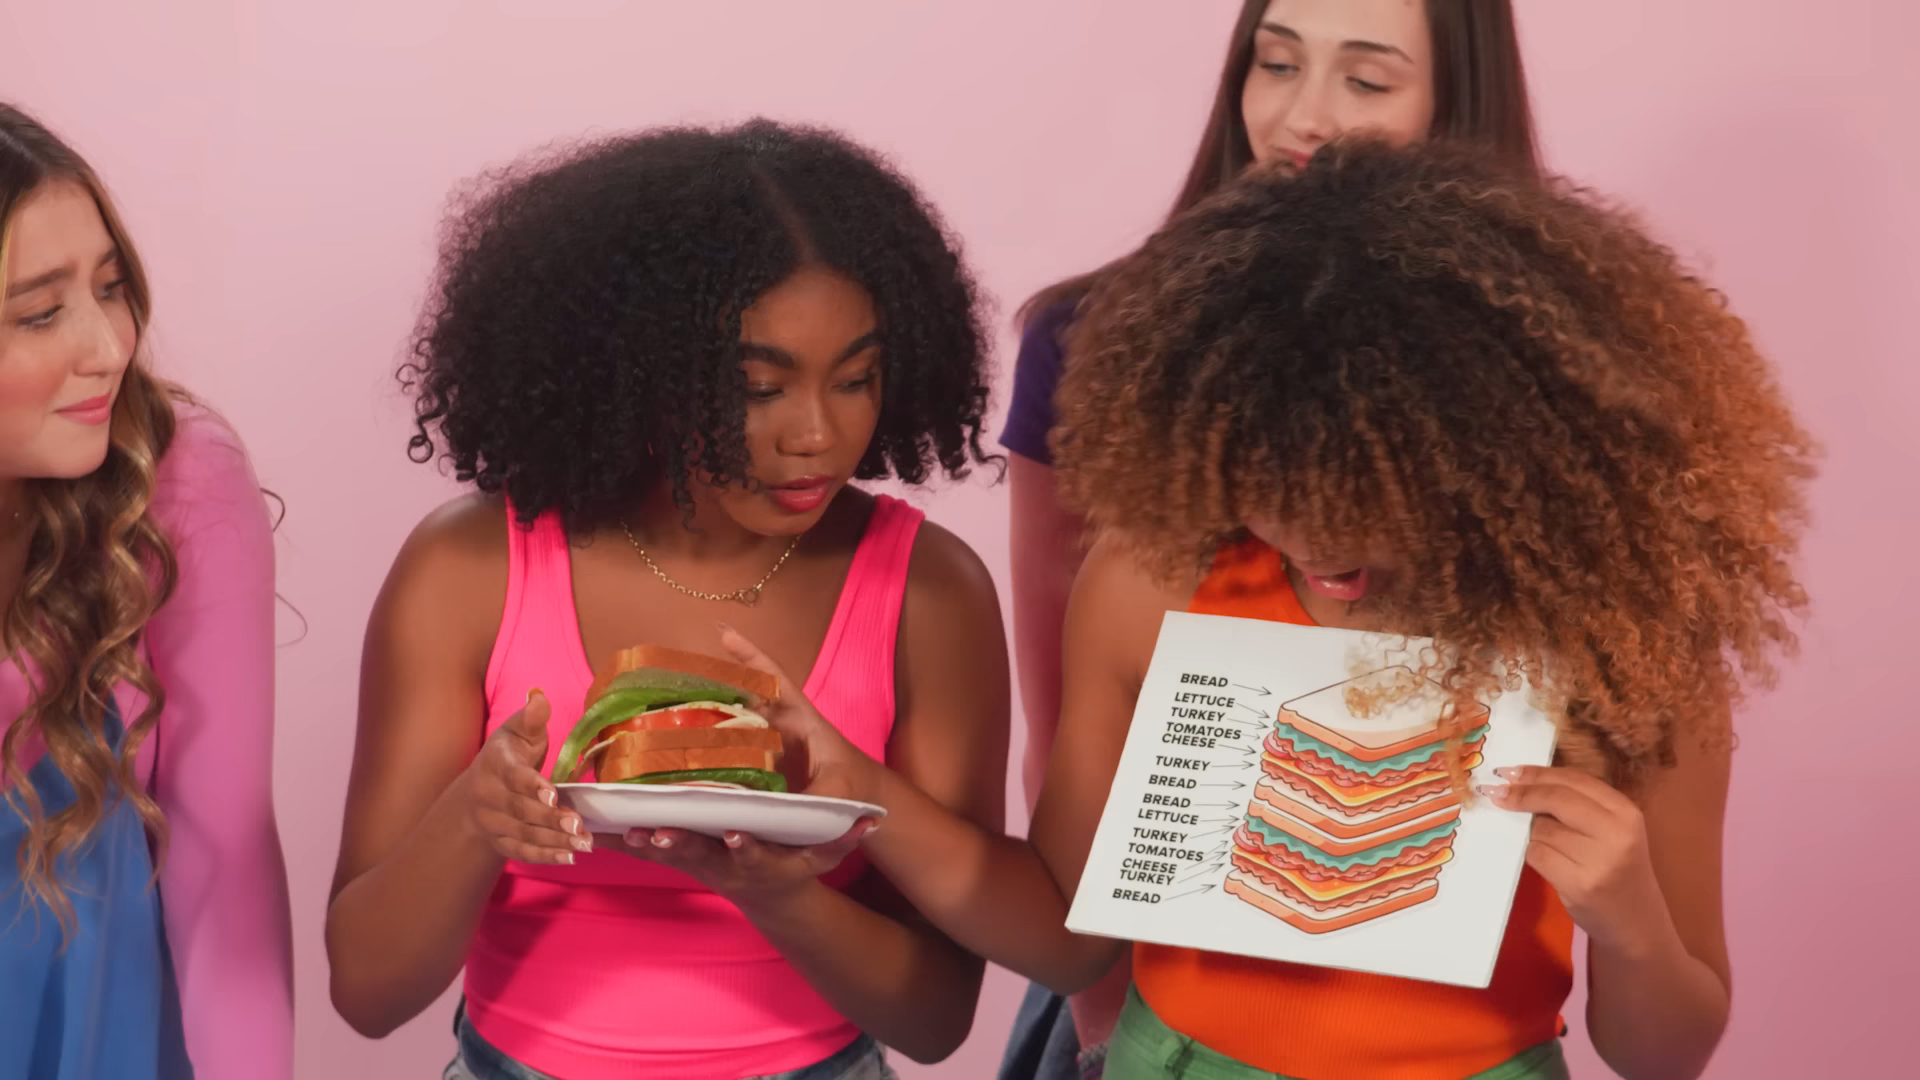 BREAD
LETTUCE
TURKEY
TOMATOES
CHEESE
TURKEY
BREAD
BREAD
LETTUCE
TURKEY
TOMATOES
CHEESE
TURKEY
BREAD